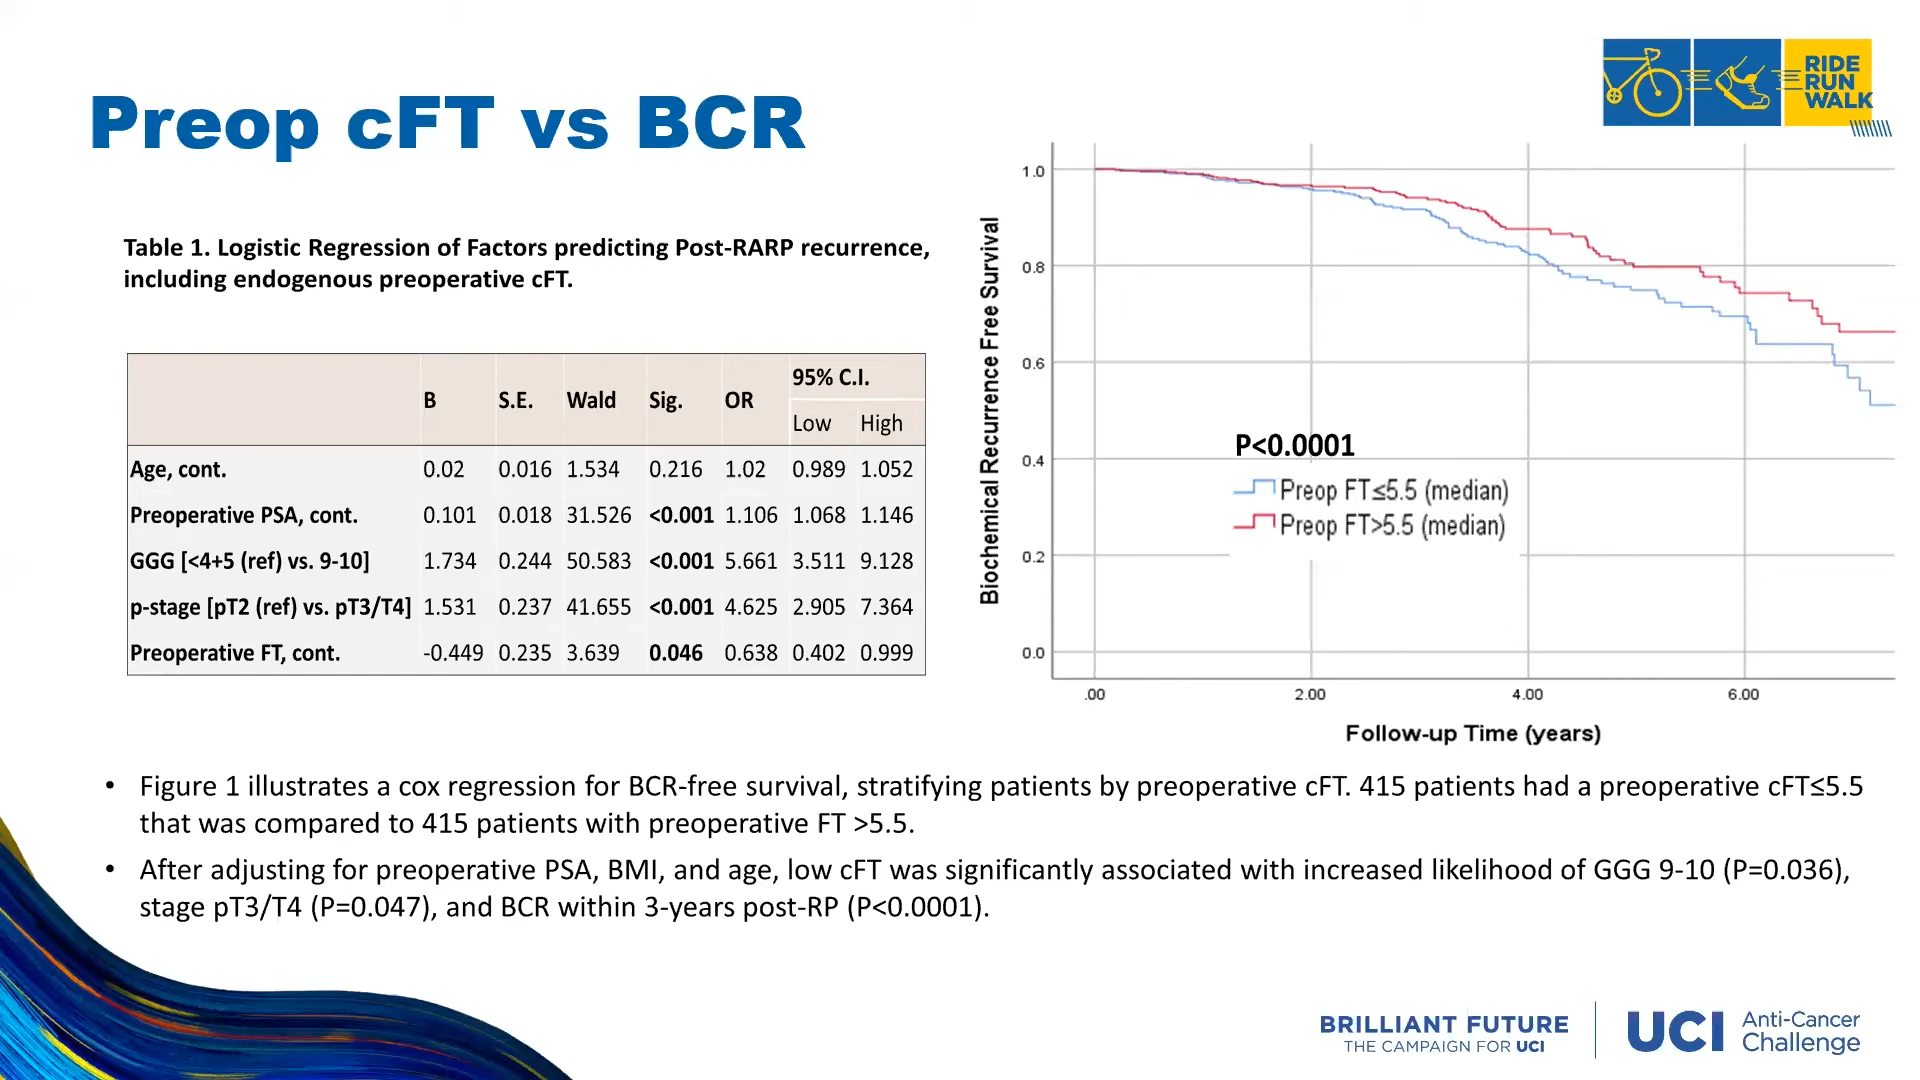 RIDE
RUN
WALK
Preop cFT vs BCR
Table 1. Logistic Regression of Factors predicting Post-RARP recurrence,
including endogenous preoperative cFT.
B S.E. Wald Sig. OR 95% C.I.
Low High
Age, cont. 0.02 0.016 1.534 0.216 1.02 0.989 1.052
Preoperative PSA, cont. 0.101 0.018 31.526 <0.001 1.106 1.068 1.146
GGG [<4+5 (ref) vs. 9-10] 1.734 0.244 50.583 <0.001 5.661 3.511 9.128
p-stage [pT2 (ref) vs. pT3/T4] 1.531 0.237 41.655 <0.001 4.625 2.905 7.364
Preoperative FT, cont. -0.449 0.235 3.639 0.046 0.638 0.402 0.999
Biochemical Recurrence Free Survival
1.0
0.8
0.6
0.4
0.2
0.0
P<0.0001
Preop FT≤5.5 (median)
Preop FT>5.5 (median)
.00 2.00 4.00 6.00
Follow-up Time (years)
• Figure 1 illustrates a cox regression for BCR-free survival, stratifying patients by preoperative cFT. 415 patients had a preoperative cFT≤5.5
that was compared to 415 patients with preoperative FT >5.5.
• After adjusting for preoperative PSA, BMI, and age, low cFT was significantly associated with increased likelihood of GGG 9-10 (P=0.036),
stage pT3/T4 (P=0.047), and BCR within 3-years post-RP (P<0.0001).
BRILLIANT FUTURE
THE CAMPAIGN FOR UCI
UCI Anti-Cancer
Challenge